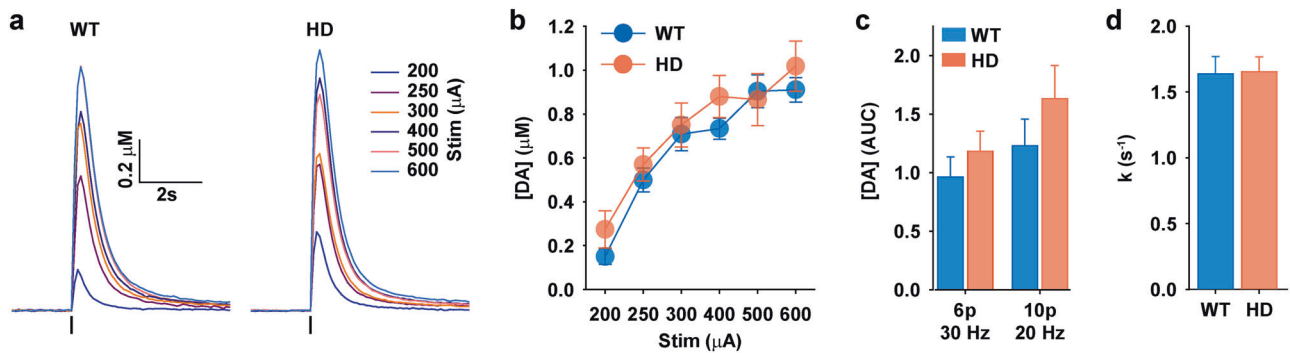 a
WT
HD
200
250
300
400
500
600
Stim (μA)
0.2 μM
2s
b
WT
HD
[DA] (μM)
1.2
1.0
0.8
0.6
0.4
0.2
0.0
200 250 300 400 500 600
Stim (μA)
c
WT
HD
[DA] (AUC)
2.0
1.5
1.0
0.5
0.0
6p 10p
30 Hz 20 Hz
d
k (s⁻¹)
2.0
1.5
1.0
0.5
0.0
WT HD